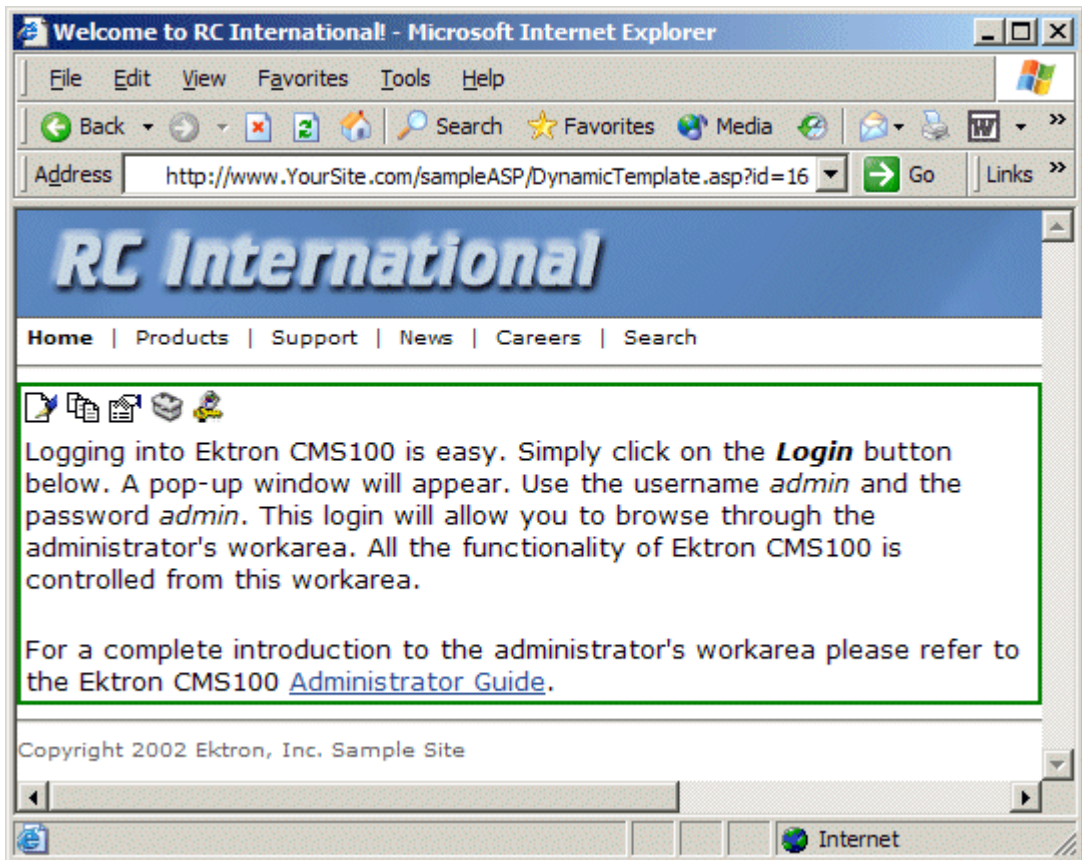 Welcome to RC International! - Microsoft Internet Explorer
File Edit View Favorites Tools Help
Back Search Favorites Media W »
Address http://www.YourSite.com/sampleASP/DynamicTemplate.asp?id=16 Go Links »
RC International
Home | Products | Support | News | Careers | Search
Logging into Ektron CMS100 is easy. Simply click on the Login button
below. A pop-up window will appear. Use the username admin and the
password admin. This login will allow you to browse through the
administrator's workarea. All the functionality of Ektron CMS100 is
controlled from this workarea.
For a complete introduction to the administrator's workarea please refer to
the Ektron CMS100 Administrator Guide.
Copyright 2002 Ektron, Inc. Sample Site
Internet